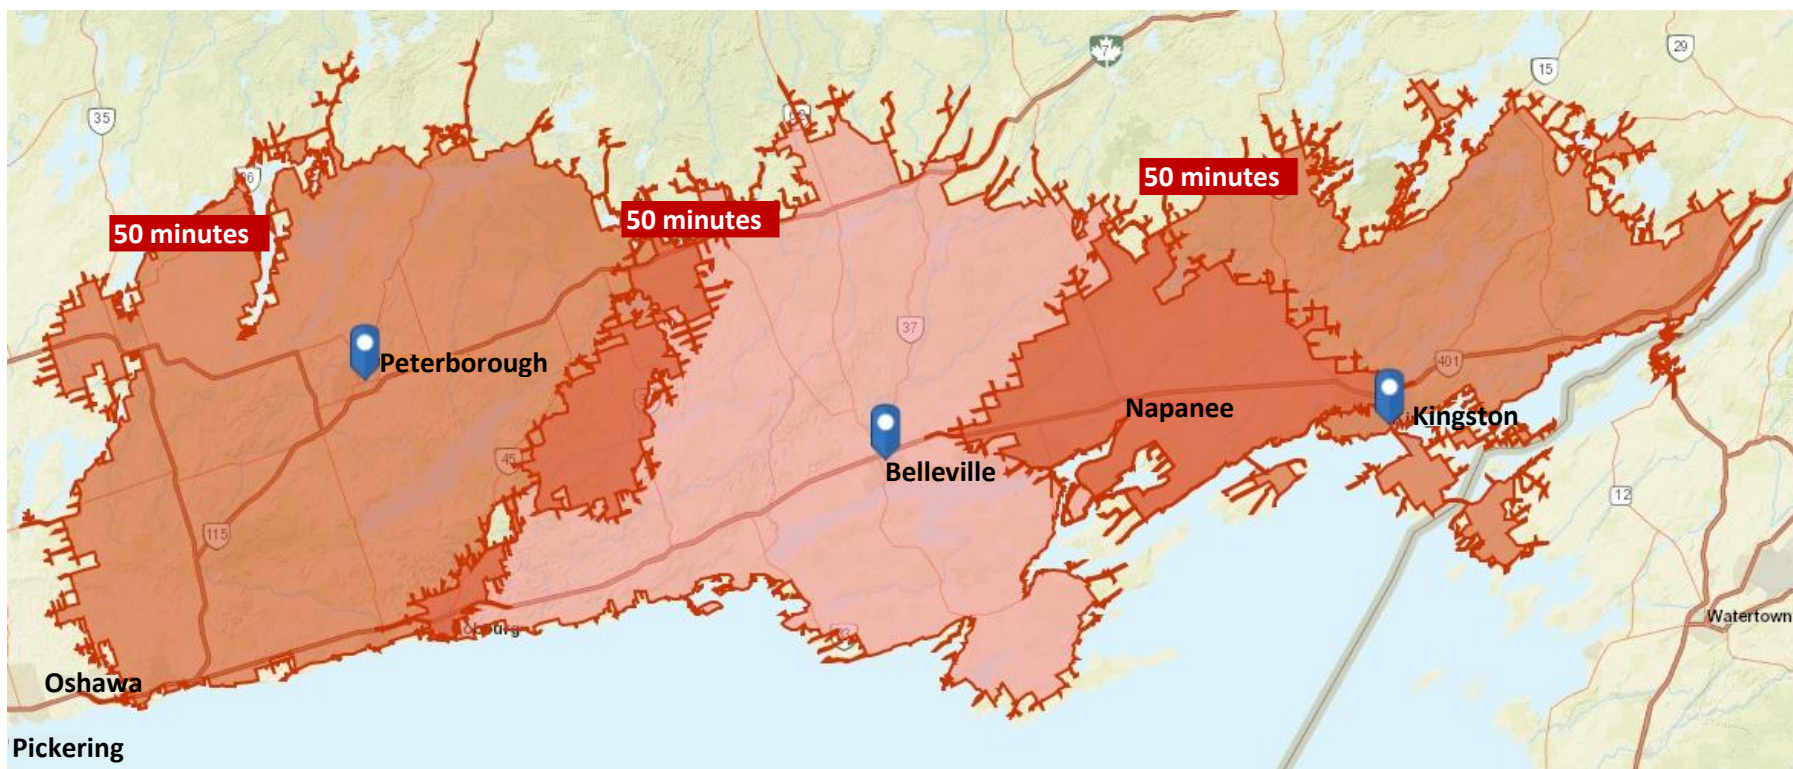 7
29
15
35
50 minutes
50 minutes
50 minutes
37
Peterborough
401
Napanee
Kingston
Belleville
45
12
115
Watertown
Oshawa
Pickering